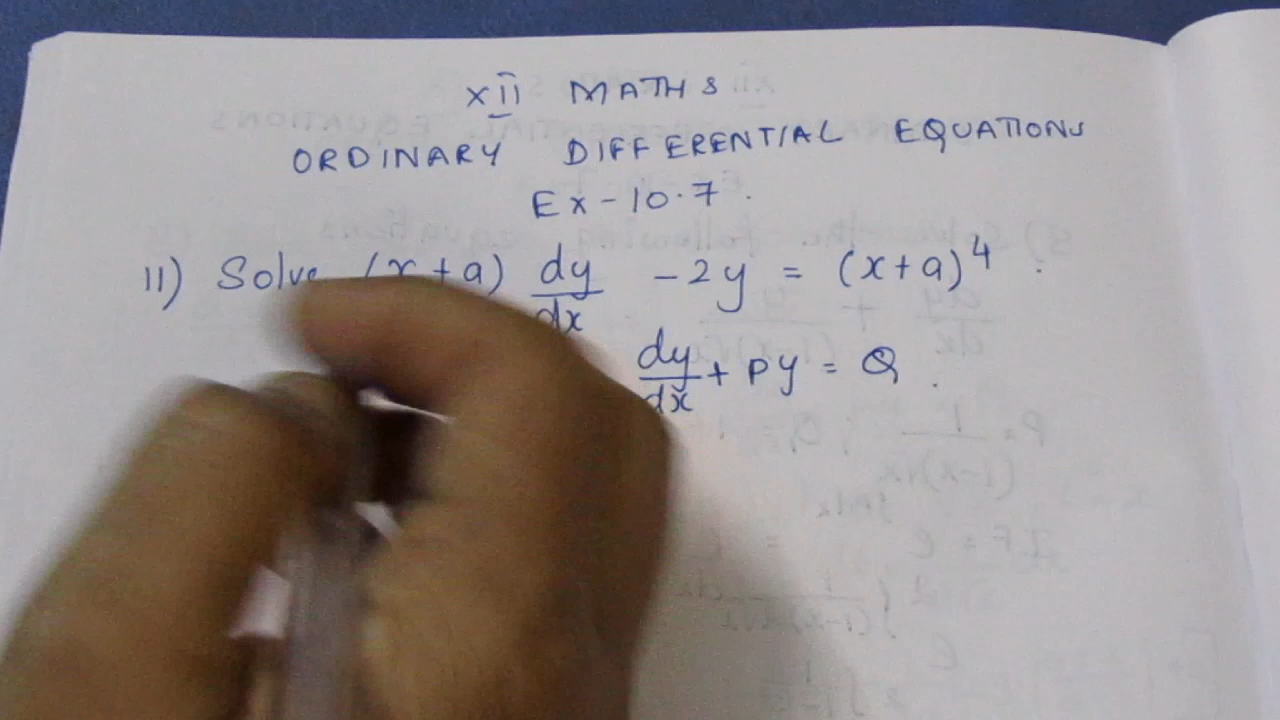 XII MATHS
ORDINARY DIFFERENTIAL EQUATIONS
Ex-10.7.
11) Solve (x+a) dy/dx - 2y = (x+a)^4.
dy/dx + Py = Q.